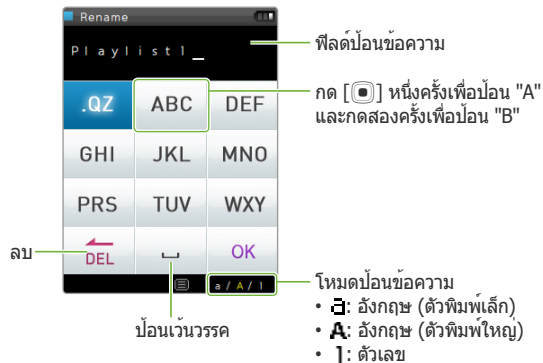 Rename
Playlist1_
ฟิลด์ป้อนข้อความ
.QZ ABC DEF
กด [ ] หนึ่งครั้งเพื่อป้อน "A"
และกดสองครั้งเพื่อป้อน "B"
GHI JKL MNO
PRS TUV WXY
ลบ
DEL OK
a / A / 1
ป้อนเว้นวรรค
โหมดป้อนข้อความ
• a: อังกฤษ (ตัวพิมพ์เล็ก)
• A: อังกฤษ (ตัวพิมพ์ใหญ่)
• 1: ตัวเลข